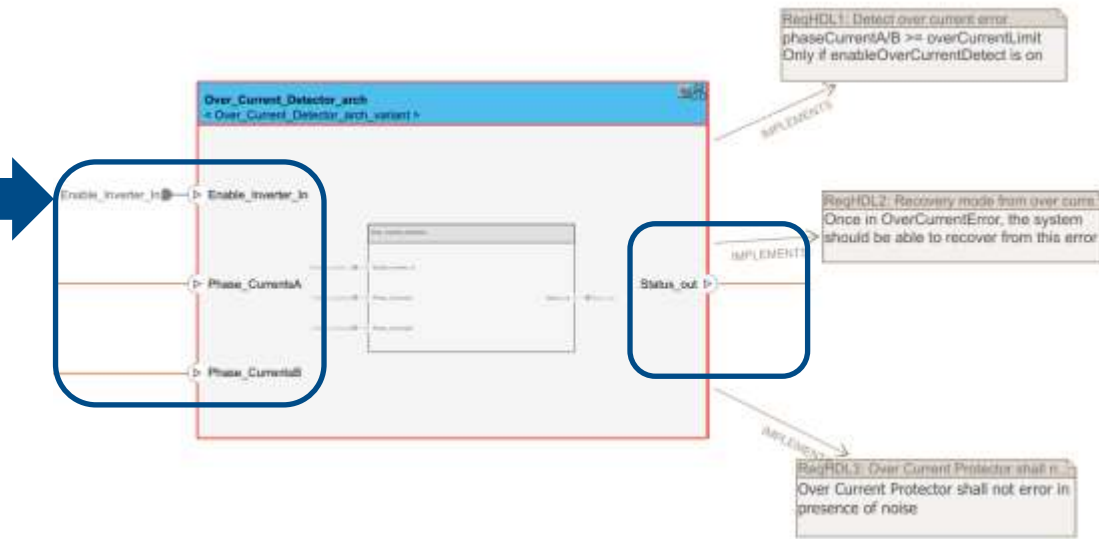 ReqHDL1: Detect over current error
phaseCurrentA/B >= overCurrentLimit
Only if enableOverCurrentDetect is on
IMPLEMENTS
Over_Current_Detector_arch
< Over_Current_Detector_arch_variant >
Enable_Inverter_In
Enable_Inverter_In
ReqHDL2: Recovery mode from over curre
Once in OverCurrentError, the system
should be able to recover from this error
IMPLEMENTS
Phase_CurrentsA
Status_out
Phase_CurrentsB
IMPLEMENTS
ReqHDL3: Over Current Protector shall n...
Over Current Protector shall not error in
presence of noise